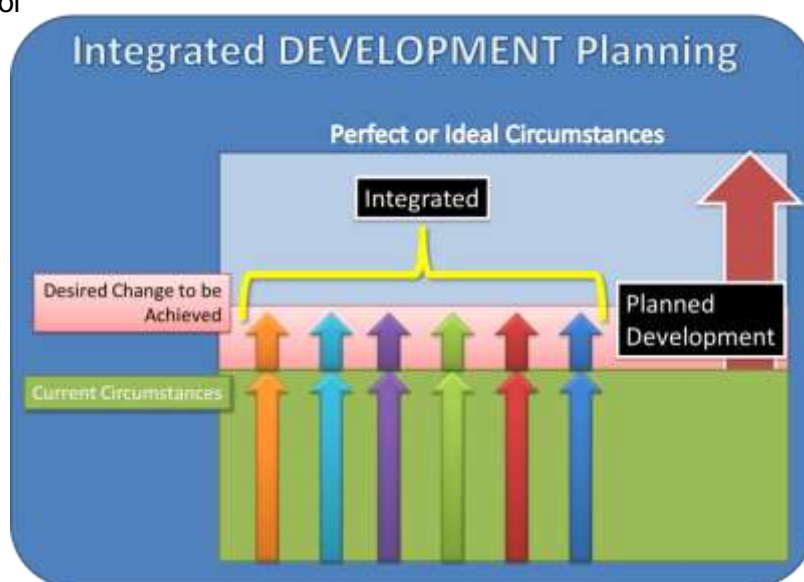 Integrated DEVELOPMENT Planning
Perfect or Ideal Circumstances
Integrated
Desired Change to be
Achieved
Planned
Development
Current Circumstances